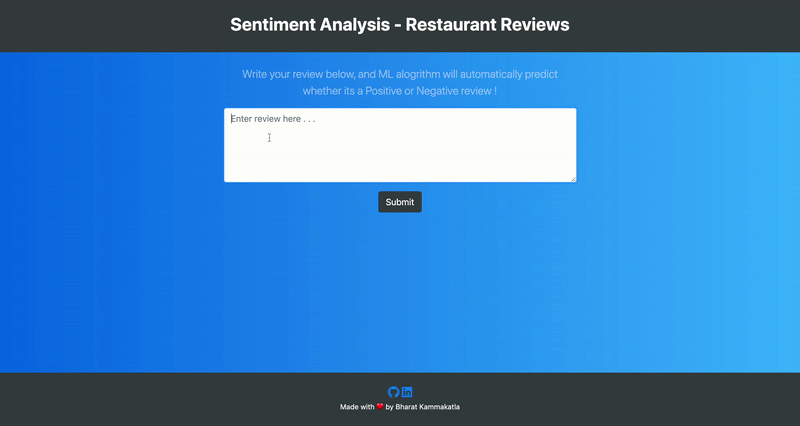 Sentiment Analysis - Restaurant Reviews
Write your review below, and ML alogrithm will automatically predict
whether its a Positive or Negative review !
Enter review here . . .
Submit
Made with ❤️ by Bharat Kammakatla